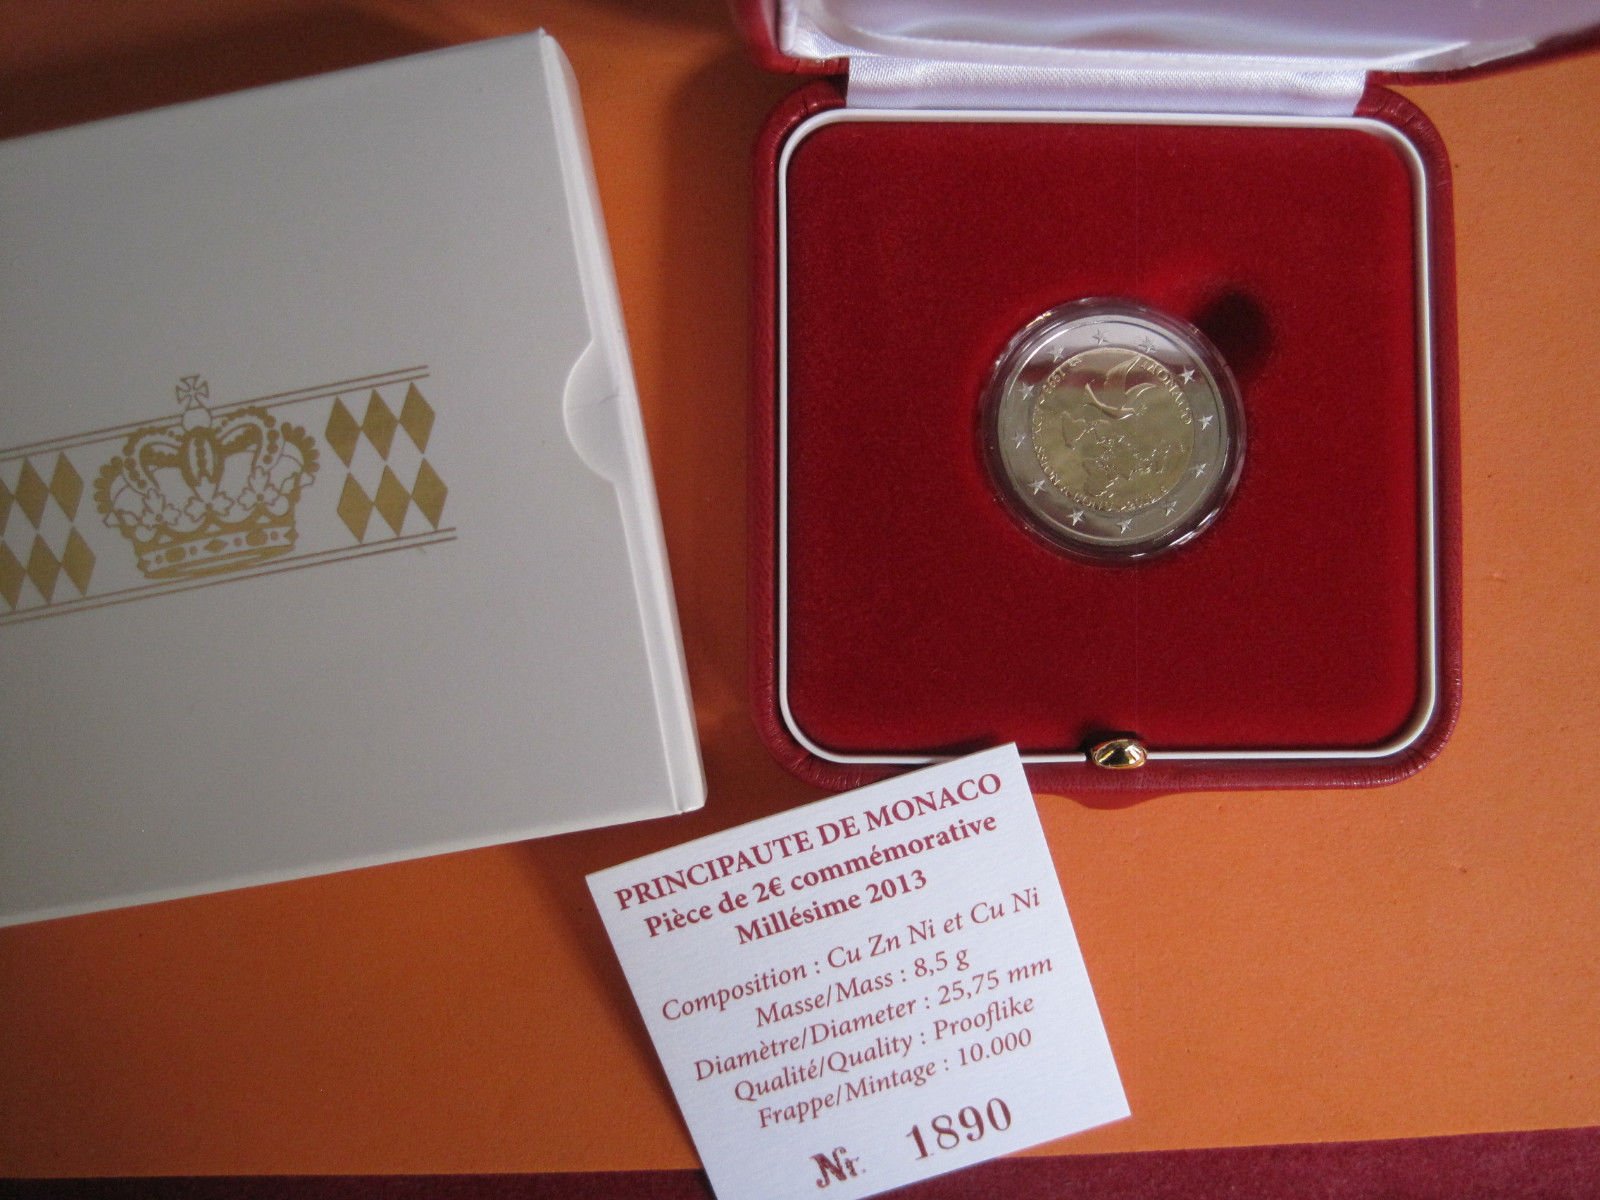 MONACO
1993
PRINCIPAUTE DE MONACO
Pièce de 2€ commémorative
Millésime 2013
Composition : Cu Zn Ni et Cu Ni
Masse/Mass : 8,5 g
Diamètre/Diameter : 25,75 mm
Qualité/Quality : Prooflike
Frappe/Mintage : 10.000
Nr. 1890